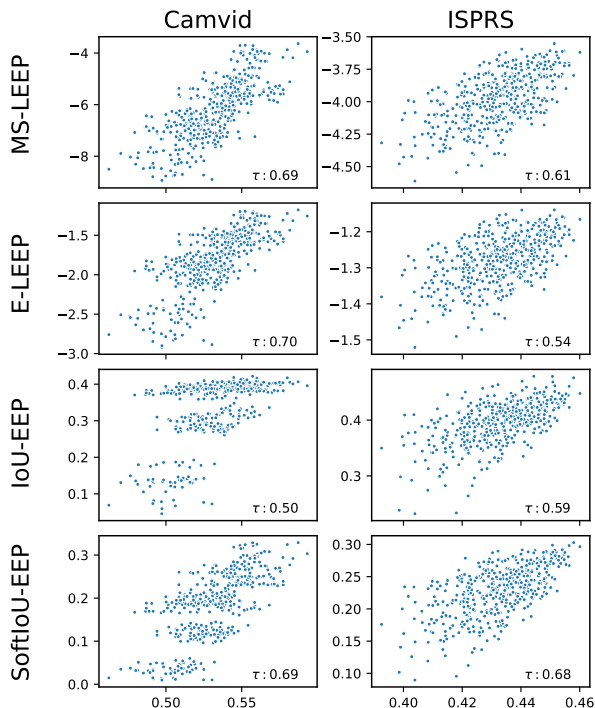 Camvid ISPRS
MS-LEEP
−4
−6
−8
τ : 0.69
−3.50
−3.75
−4.00
−4.25
−4.50
τ : 0.61
E-LEEP
−1.5
−2.0
−2.5
−3.0
τ : 0.70
−1.2
−1.3
−1.4
−1.5
τ : 0.54
IoU-EEP
0.4
0.3
0.2
0.1
τ : 0.50
0.4
0.3
τ : 0.59
SoftIoU-EEP
0.3
0.2
0.1
0.0
τ : 0.69
0.30
0.25
0.20
0.15
0.10
τ : 0.68
0.50 0.55
0.40 0.42 0.44 0.46